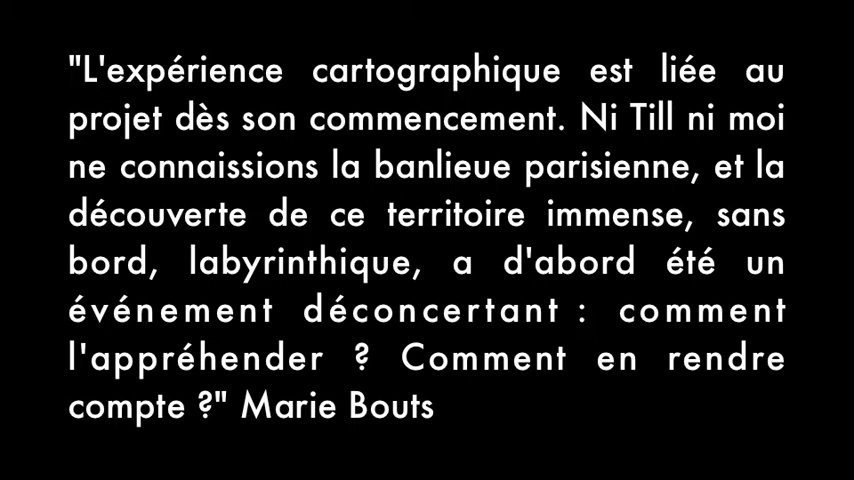 "L'expérience cartographique est liée au
projet dès son commencement. Ni Till ni moi
ne connaissions la banlieue parisienne, et la
découverte de ce territoire immense, sans
bord, labyrinthique, a d'abord été un
événement déconcertant : comment
l'appréhender ? Comment en rendre
compte ?" Marie Bouts